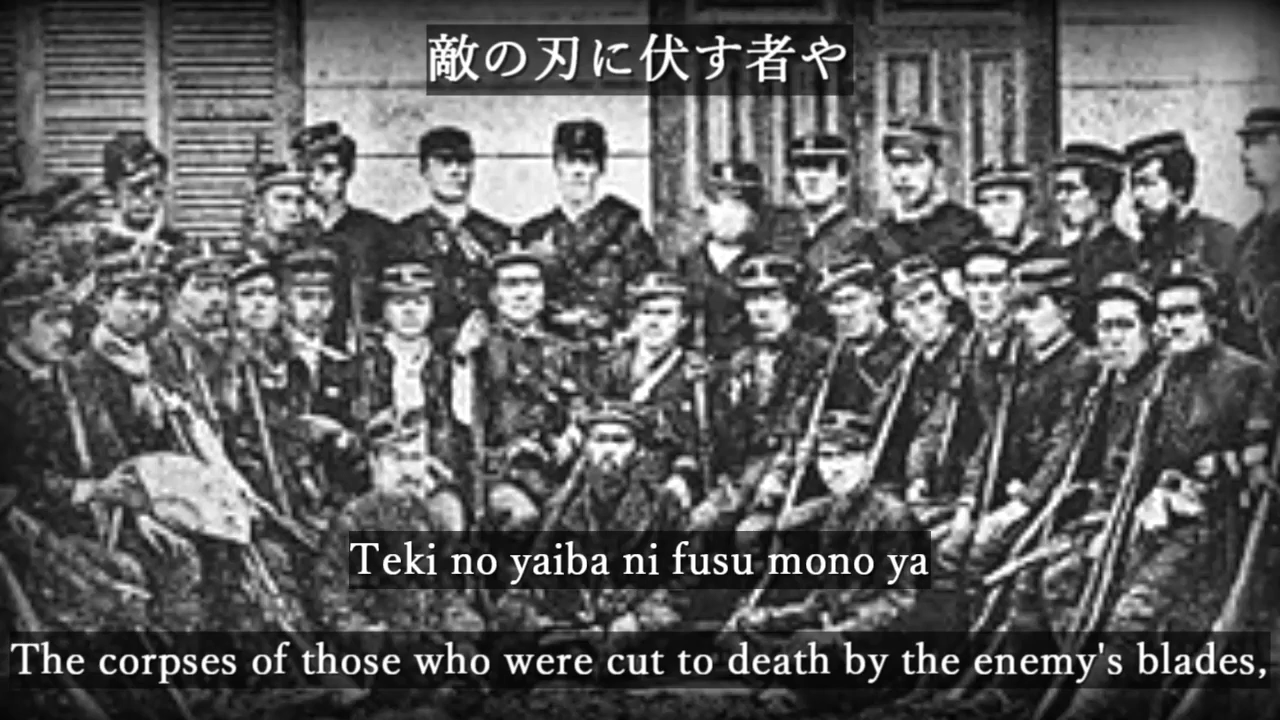 敵の刃に伏す者や
Teki no yaiba ni fusu mono ya
The corpses of those who were cut to death by the enemy's blades,